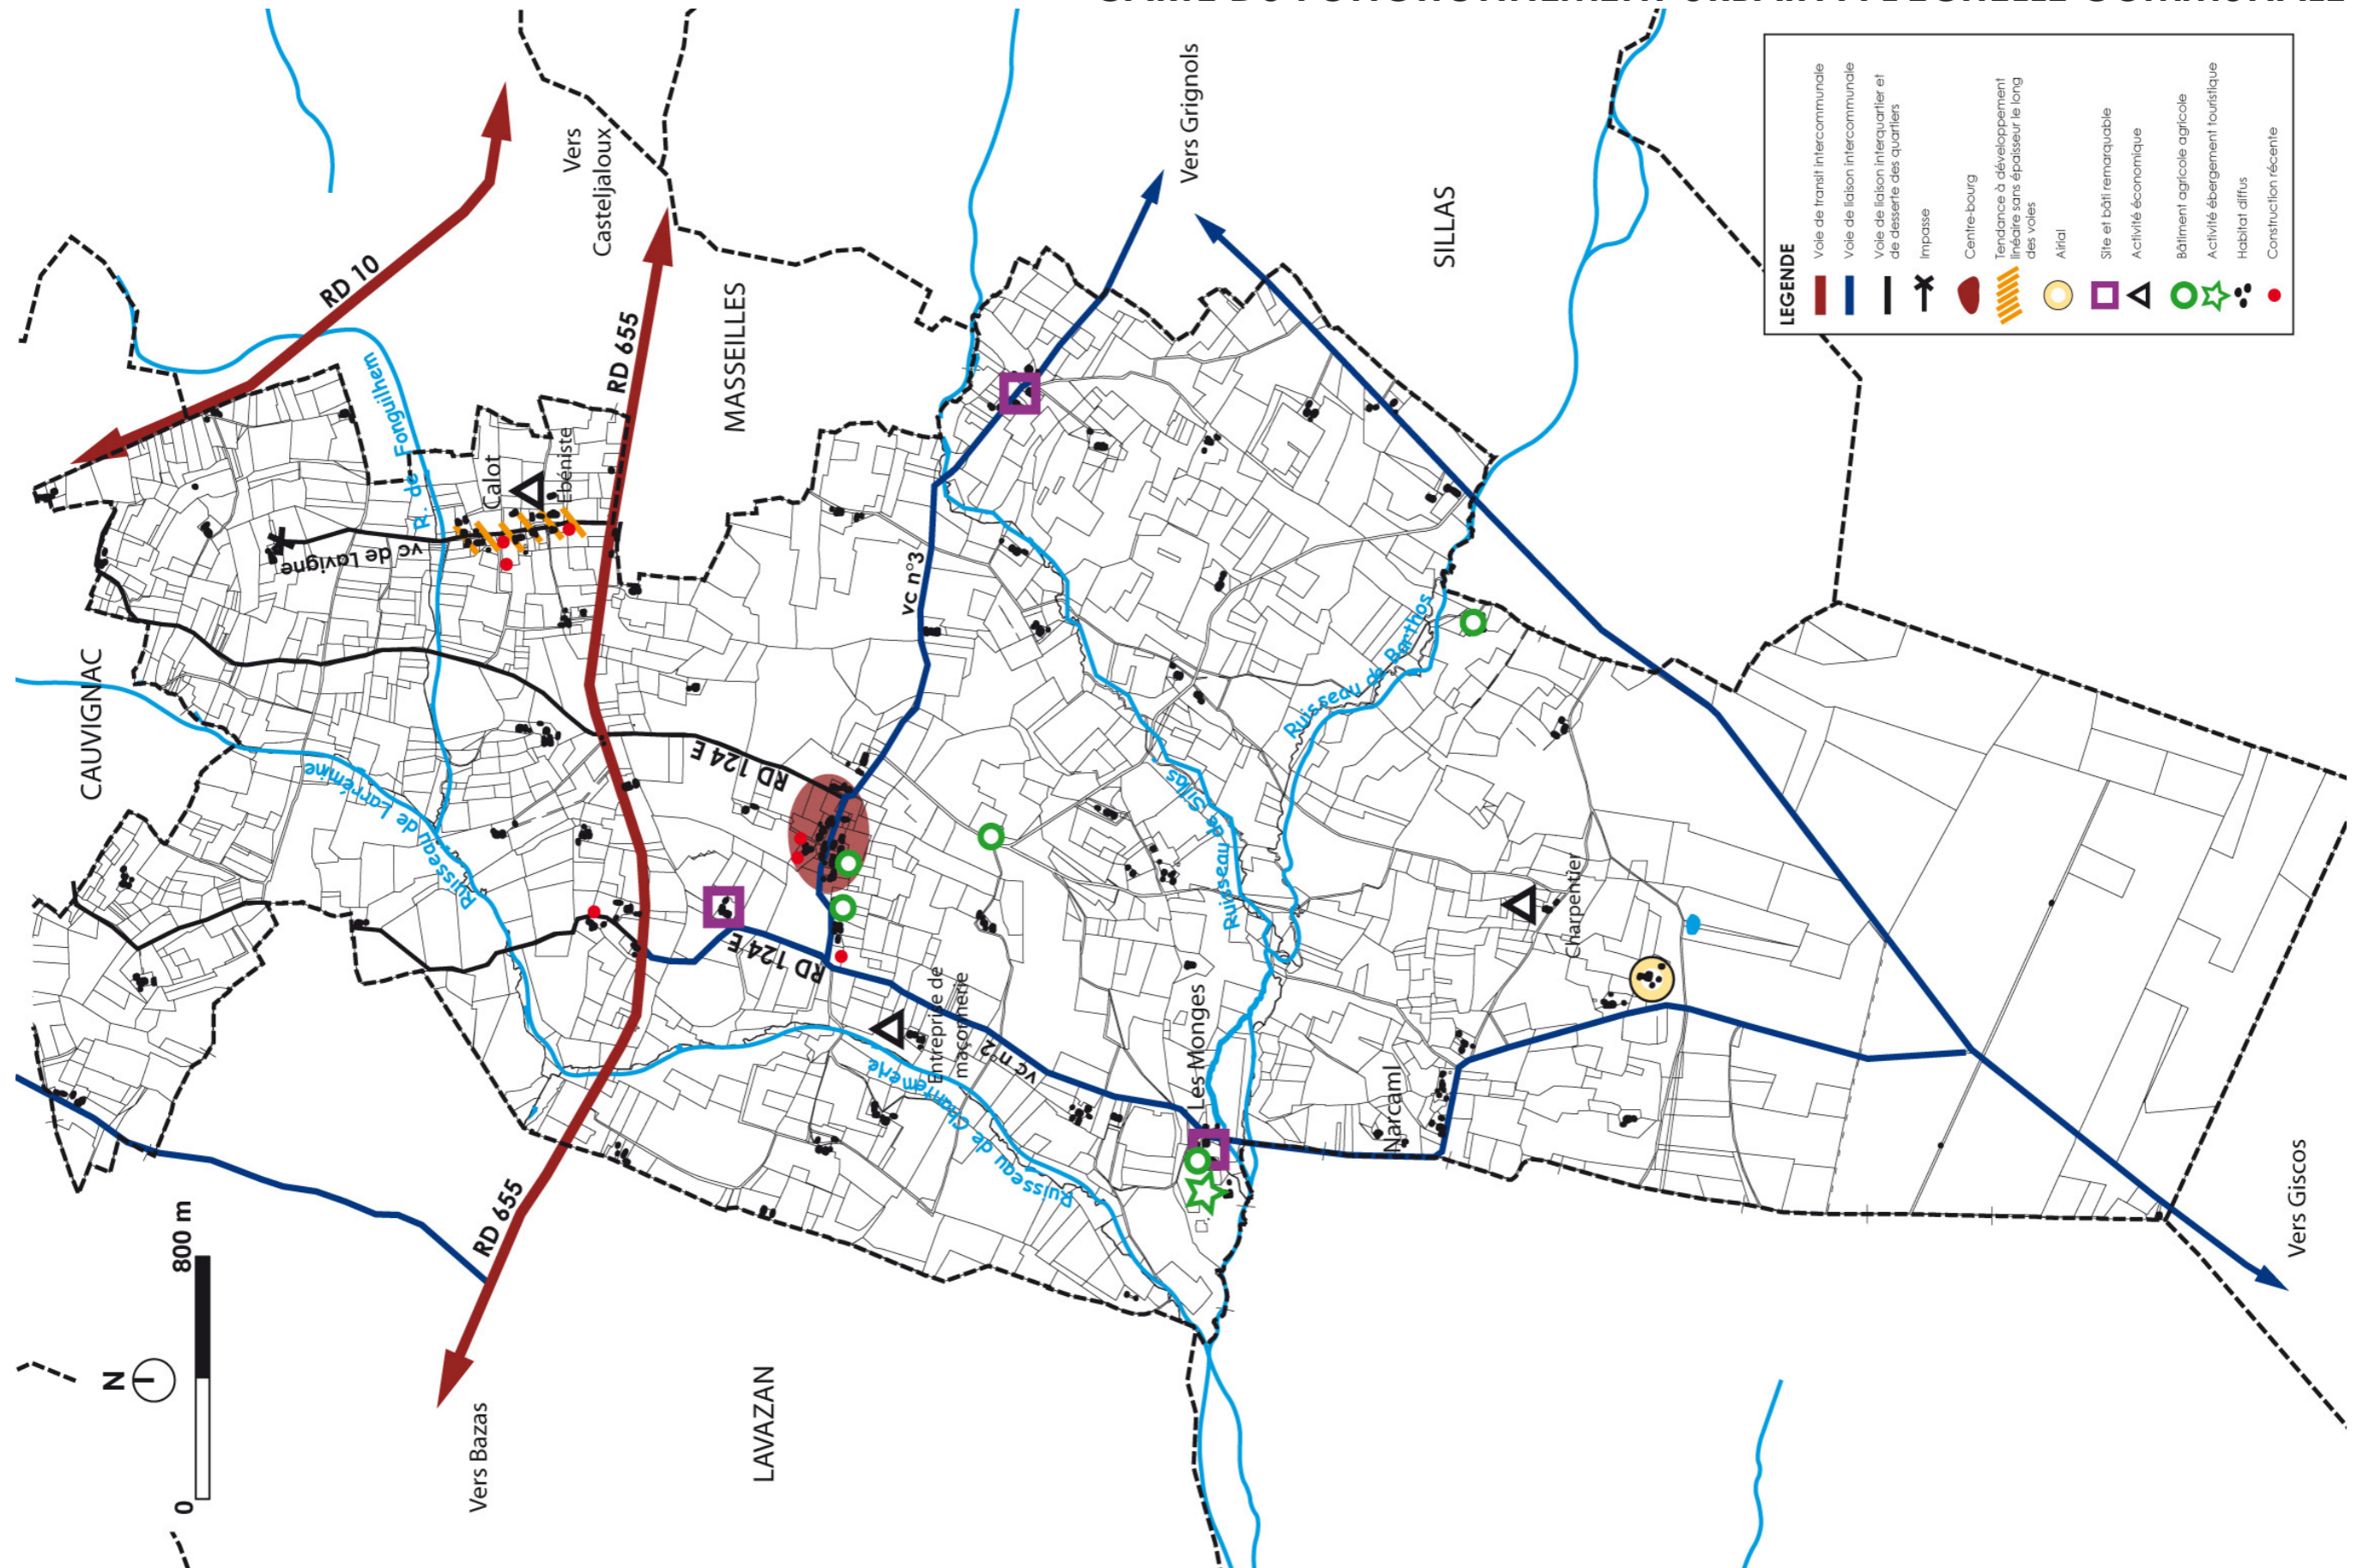 LEGENDE
Voie de transit intercommunale
Voie de liaison intercommunale
Voie de liaison interquartier et
de desserte des quartiers
Impasse
Centre-bourg
Tendance à développement
linéaire sans épaisseur le long
des voies
Airial
Site et bâti remarquable
Activité économique
Bâtiment agricole agricole
Activité ébergement touristique
Habitat diffus
Construction récente
N
0
800 m
CAUVIGNAC
MASSEILLES
SILLAS
LAVAZAN
Vers
Casteljaloux
Vers Grignols
Vers Bazas
Vers Giscos
RD 10
RD 655
RD 655
RD 124 E
RD 124 E
vc de Lavigne
vc n°3
vc n°2
R. de Fonguilhem
Ruisseau de Larrémine
Ruisseau de Chantemerle
Ruisseau de Sillas
Ruisseau de Barthos
Calot
Ebéniste
Entreprise de
maçonnerie
Les Monges
Narcaml
Charpentier